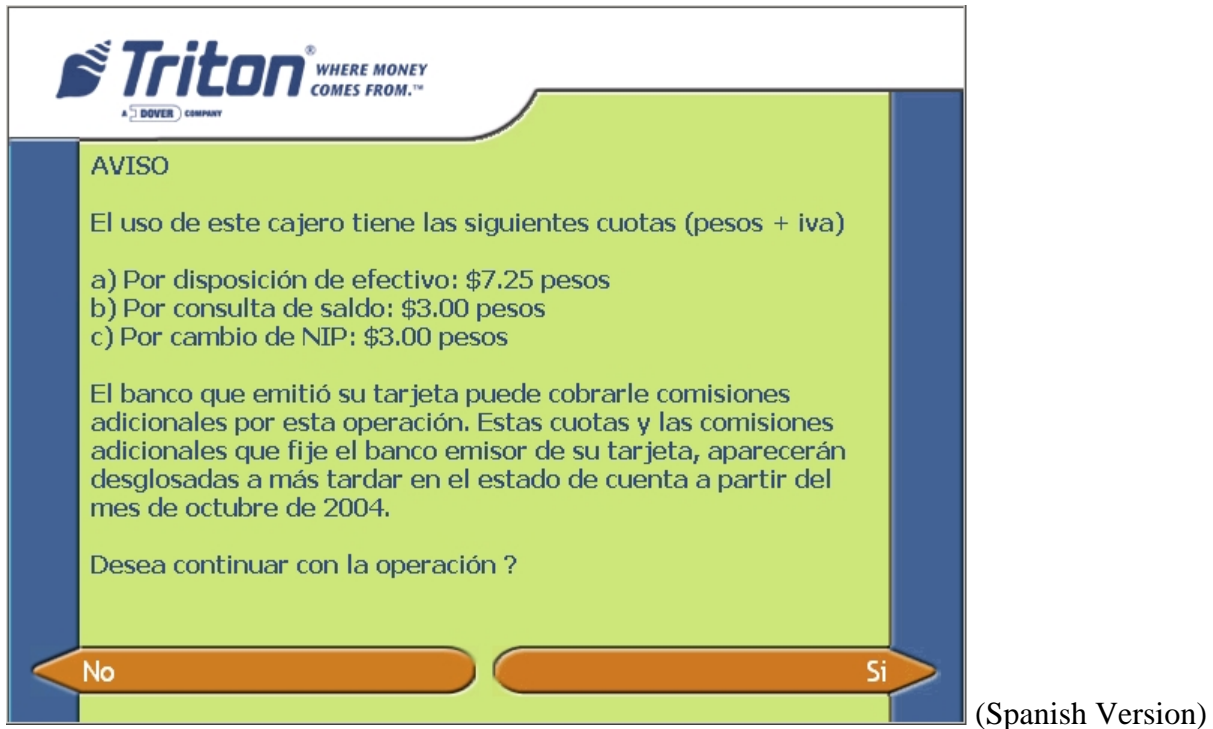 Triton® WHERE MONEY
COMES FROM.™
A DOVER COMPANY
AVISO
El uso de este cajero tiene las siguientes cuotas (pesos + iva)
a) Por disposición de efectivo: $7.25 pesos
b) Por consulta de saldo: $3.00 pesos
c) Por cambio de NIP: $3.00 pesos
El banco que emitió su tarjeta puede cobrarle comisiones
adicionales por esta operación. Estas cuotas y las comisiones
adicionales que fije el banco emisor de su tarjeta, aparecerán
desglosadas a más tardar en el estado de cuenta a partir del
mes de octubre de 2004.
Desea continuar con la operación ?
No
Si
(Spanish Version)